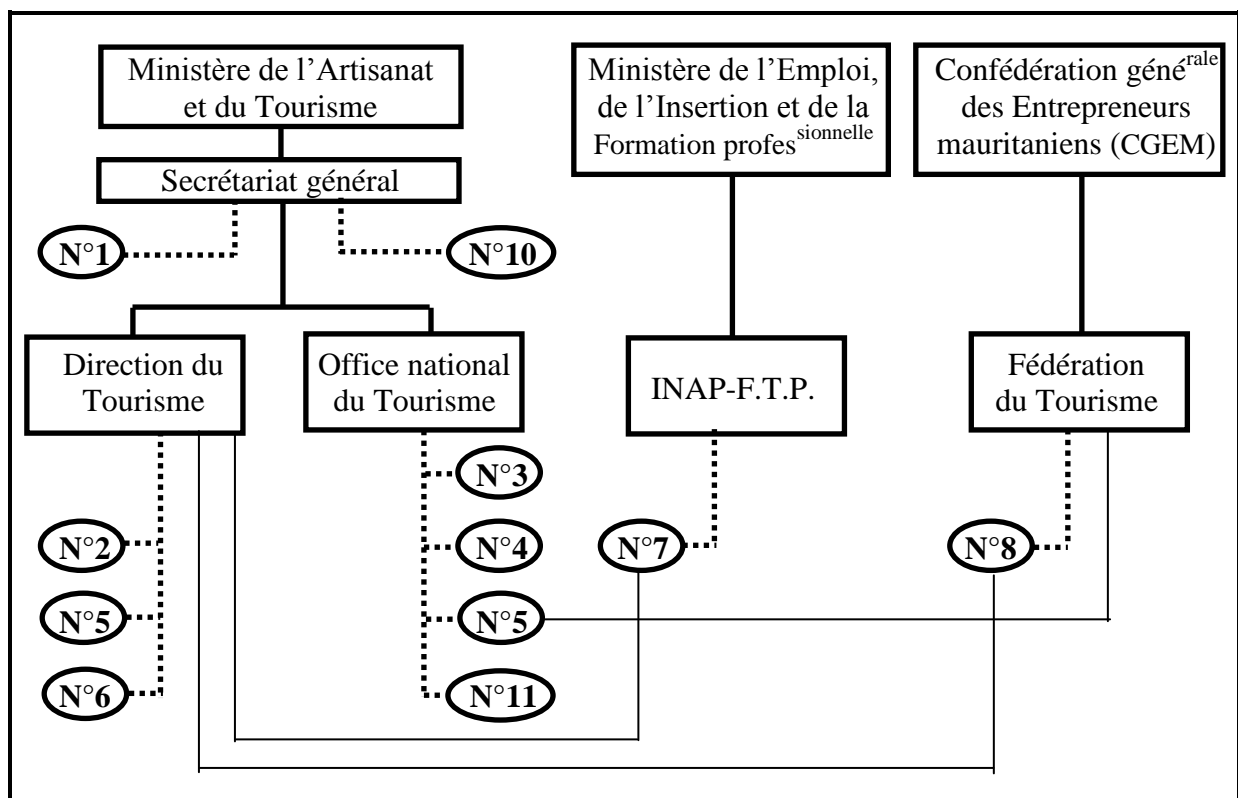 Ministère de l'Artisanat
et du Tourisme
Ministère de l'Emploi,
de l'Insertion et de la
Formation professionnelle
Confédération générale
des Entrepreneurs
mauritaniens (CGEM)
Secrétariat général
N°1
N°10
Direction du
Tourisme
Office national
du Tourisme
INAP-F.T.P.
Fédération
du Tourisme
N°3
N°2
N°4
N°7
N°8
N°5
N°5
N°6
N°11